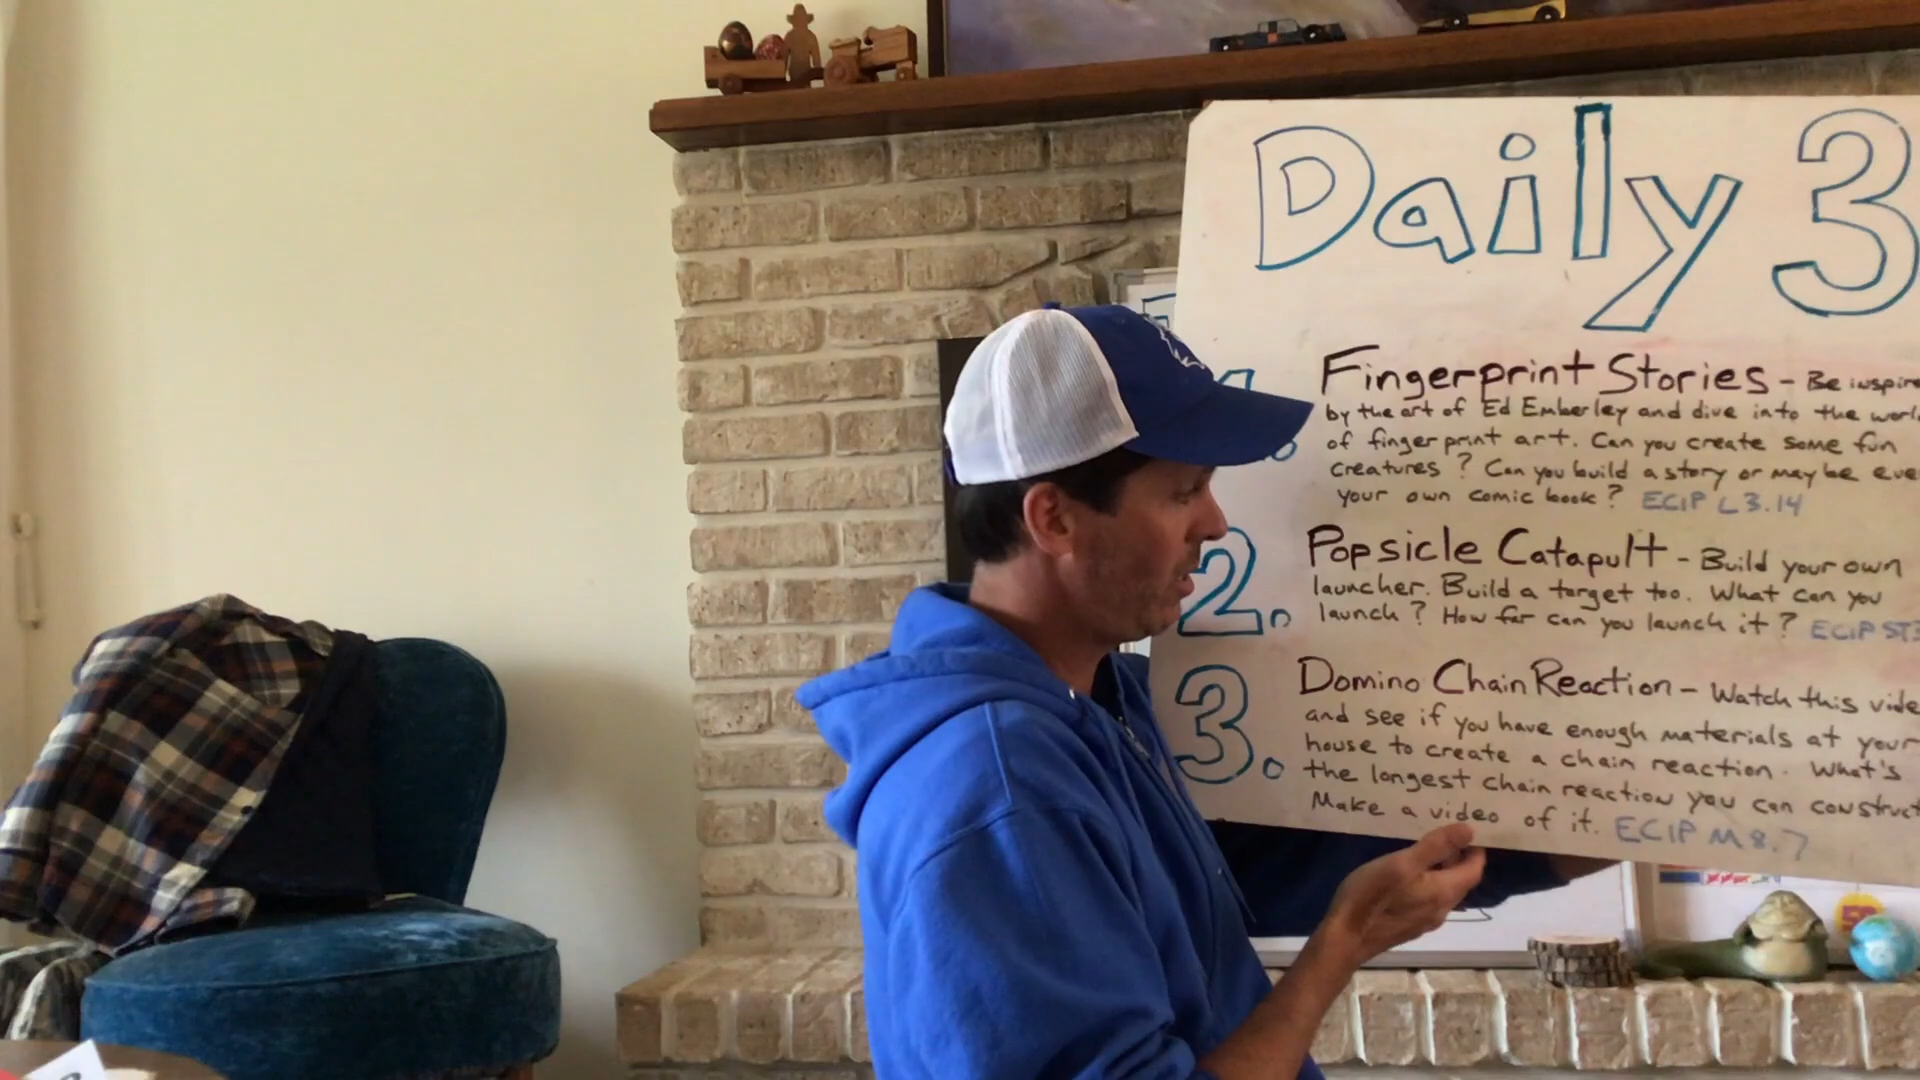 Daily 3
Fingerprint Stories - Be inspire
by the art of Ed Emberley and dive into the worl
of fingerprint art. Can you create some fun
creatures? Can you build a story or maybe eve
your own comic book? ECIP L3.14
2. Popsicle Catapult - Build your own
launcher. Build a target too. What can you
launch? How far can you launch it? ECIP ST3
3. Domino Chain Reaction - Watch this vide
and see if you have enough materials at your
house to create a chain reaction. What's
the longest chain reaction you can construct
Make a video of it. ECIP M8.7